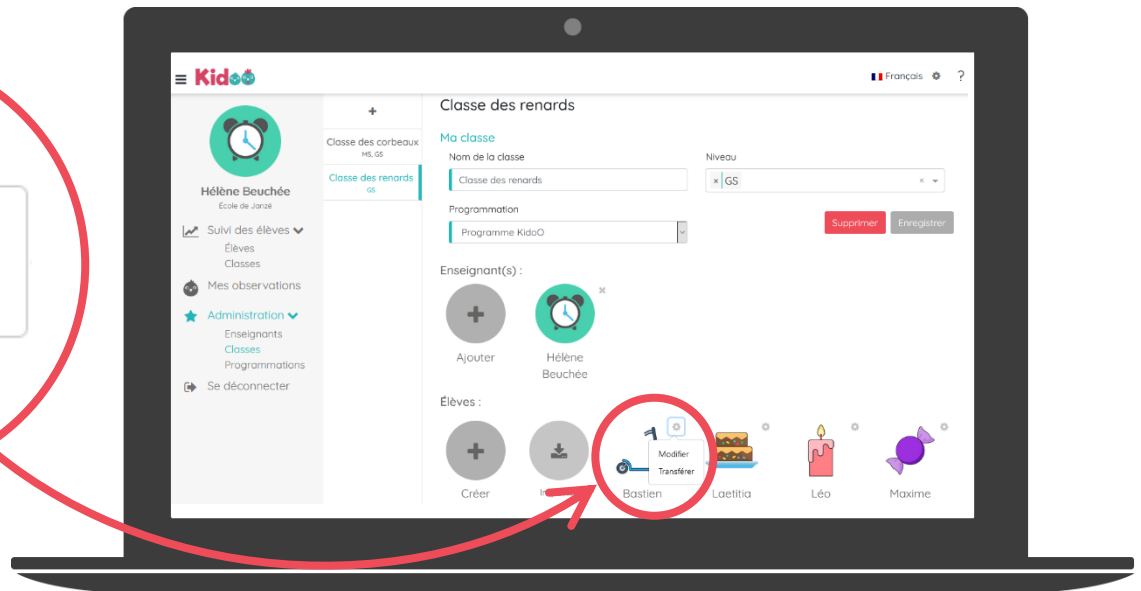 Kidoo
Français
?
Hélène Beuchée
Ecole de Janzé
Suivi des élèves
Élèves
Classes
Mes observations
Administration
Enseignants
Classes
Programmations
Se déconnecter
+
Classe des corbeaux
MS, GS
Classe des renards
GS
Classe des renards
Ma classe
Nom de la classe
Niveau
Classe des renards
× GS
×
Programmation
Programme KidoO
Supprimer
Enregistrer
Enseignant(s) :
Ajouter
Hélène
Beuchée
Élèves :
Modifier
Transférer
Créer
Bastien
Laetitia
Léo
Maxime